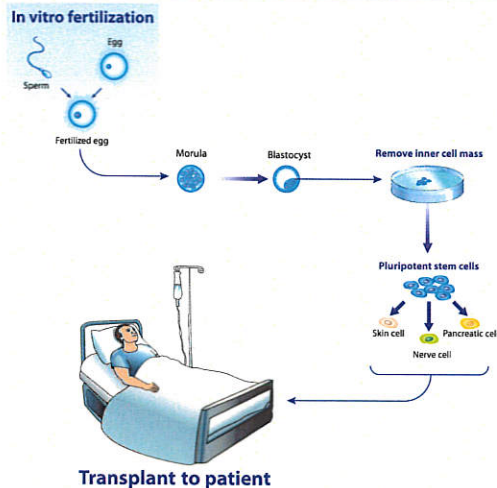 In vitro fertilization
Egg
Sperm
Fertilized egg
Morula
Blastocyst
Remove inner cell mass
Pluripotent stem cells
Skin cell
Pancreatic cell
Nerve cell
Transplant to patient